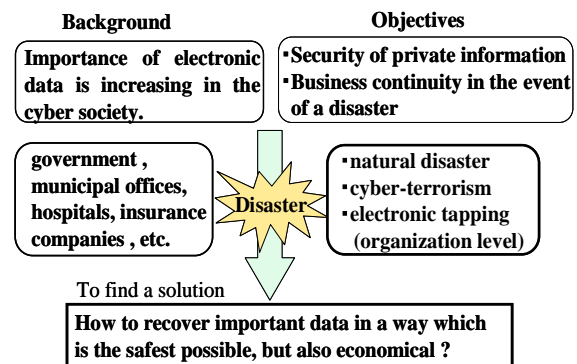 Background
Importance of electronic
data is increasing in the
cyber society.
Objectives
・Security of private information
・Business continuity in the event
of a disaster
government ,
municipal offices,
hospitals, insurance
companies , etc.
Disaster
・natural disaster
・cyber-terrorism
・electronic tapping
(organization level)
To find a solution
How to recover important data in a way which
is the safest possible, but also economical ?